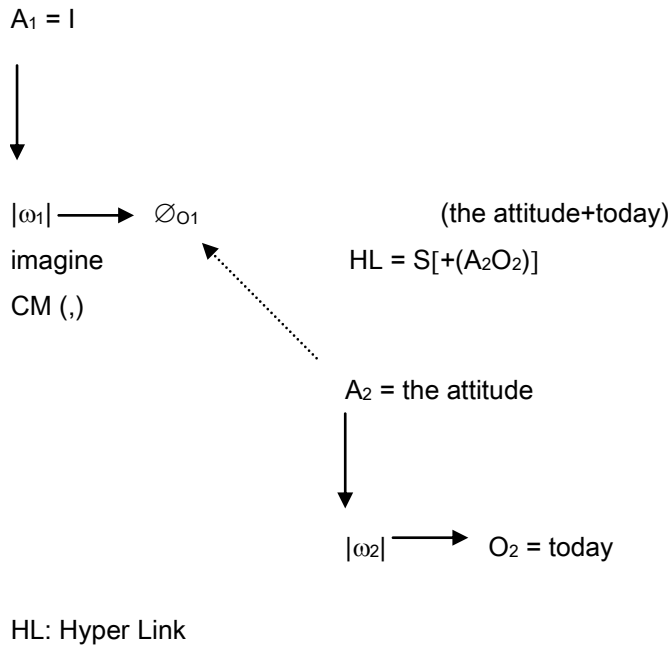 A₁ = I
|ω₁| ∅O1 (the attitude+today)
imagine HL = S[+(A₂O₂)]
CM (,)
A₂ = the attitude
|ω₂| O₂ = today
HL: Hyper Link